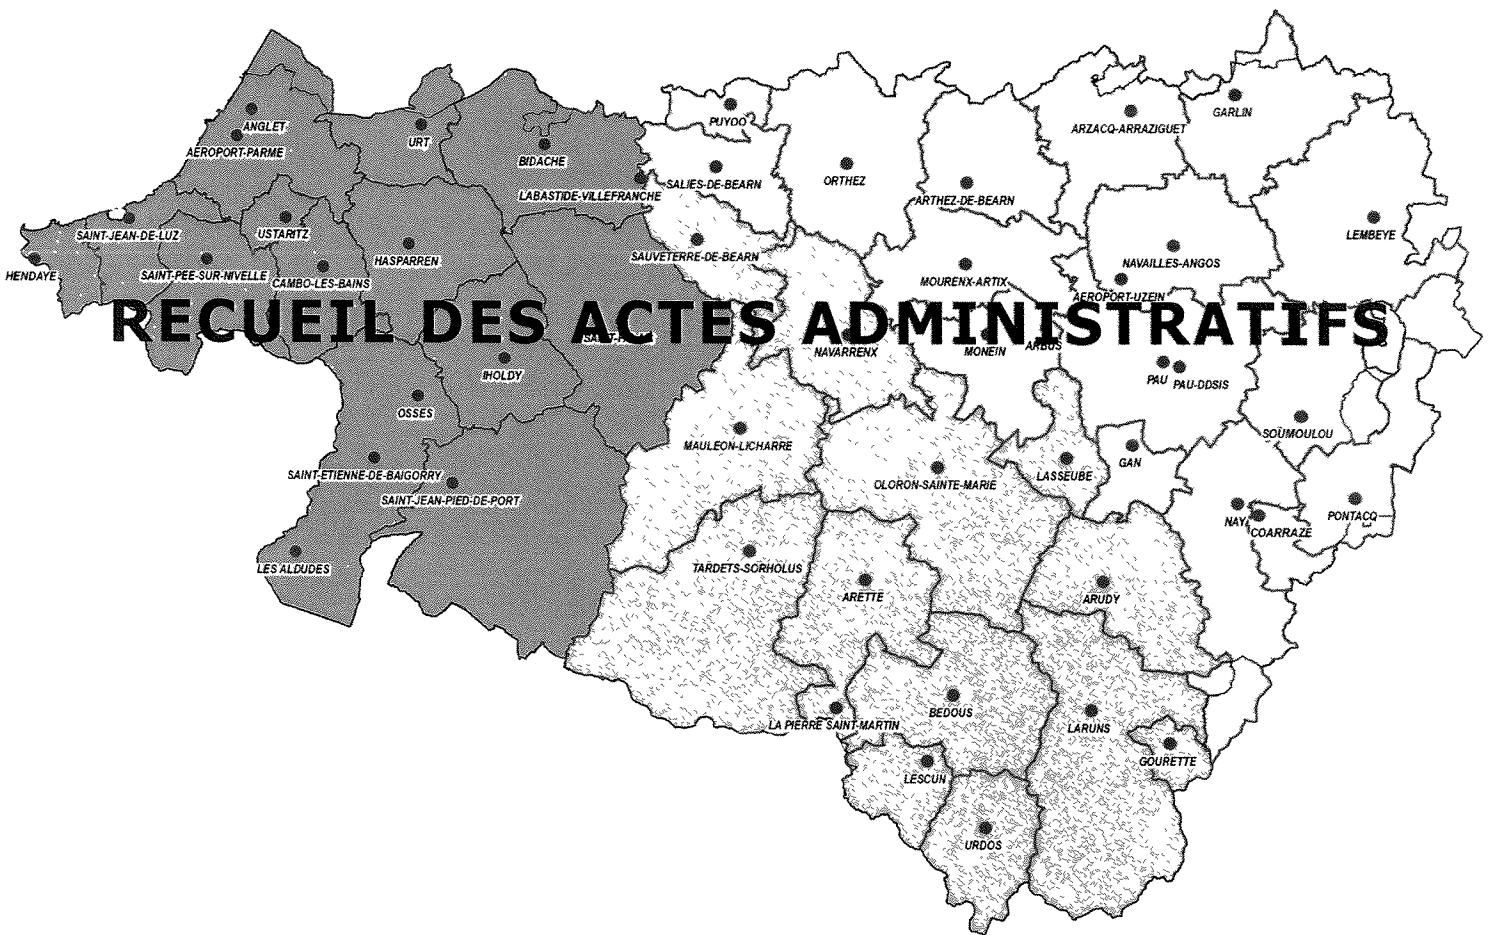 GARLIN
PUYOO
ANGLET
ARZACQ-ARRAZIGUET
URT
AEROPORT-PARME
BIDACHE
ORTHEZ
SALIES-DE-BEARN
LABASTIDE-VILLEFRANCHE
ARTHEZ-DE-BEARN
SAINT-JEAN-DE-LUZ
USTARITZ
LEMBEYE
SAUVETERRE-DE-BEARN
HASPARREN
NAVAILLES-ANGOS
HENDAYE
SAINT-PEE-SUR-NIVELLE
CAMBO-LES-BAINS
MOURENX-ARTIX
AEROPORT-UZEIN
RECUEIL DES ACTES ADMINISTRATIFS
ARBUS
NAVARRENX
MONEIN
IHOLDY
PAU
PAU-DDSIS
OSSES
SOUMOULOU
MAULEON-LICHARRE
GAN
SAINT-ETIENNE-DE-BAIGORRY
LASSEUBE
OLORON-SAINTE-MARIE
SAINT-JEAN-PIED-DE-PORT
PONTACQ
NAY
COARRAZE
LES ALDUDES
TARDETS-SORHOLUS
ARETTE
ARUDY
BEDOUS
LA PIERRE SAINT-MARTIN
LARUNS
GOURETTE
LESCUN
URDOS